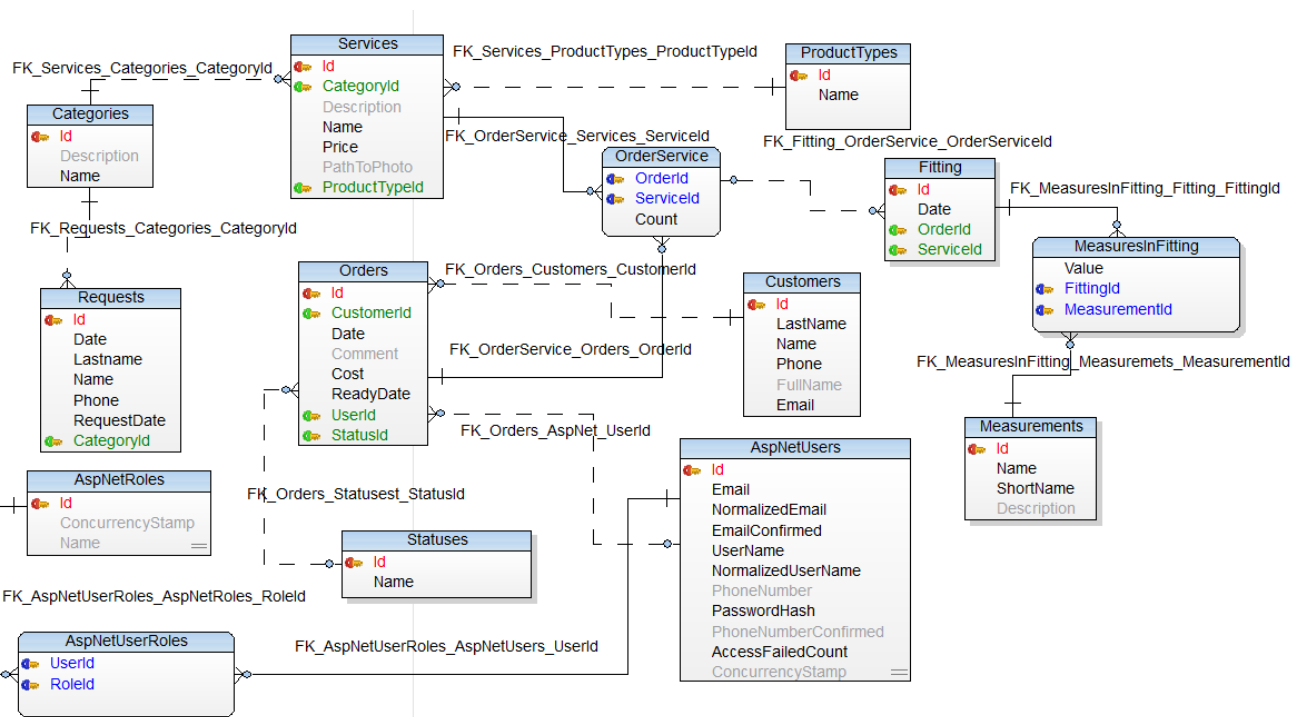 Services
Id
CategoryId
Description
Name
Price
PathToPhoto
ProductTypeId
FK_Services_Categories_CategoryId
FK_Services_ProductTypes_ProductTypeId
ProductTypes
Id
Name
Categories
Id
Description
Name
FK_OrderService_Services_ServiceId
FK_Fitting_OrderService_OrderServiceId
OrderService
OrderId
ServiceId
Count
Fitting
Id
Date
OrderId
ServiceId
FK_MeasuresInFitting_Fitting_FittingId
FK_Requests_Categories_CategoryId
MeasuresInFitting
Value
FittingId
MeasurementId
Requests
Id
Date
Lastname
Name
Phone
RequestDate
CategoryId
Orders
Id
CustomerId
Date
Comment
Cost
ReadyDate
UserId
StatusId
FK_Orders_Customers_CustomerId
Customers
Id
LastName
Name
Phone
FullName
Email
FK_OrderService_Orders_OrderId
FK_MeasuresInFitting_Measuremets_MeasurementId
Measurements
Id
Name
ShortName
Description
FK_Orders_AspNet_UserId
AspNetUsers
Id
Email
NormalizedEmail
EmailConfirmed
UserName
NormalizedUserName
PhoneNumber
PasswordHash
PhoneNumberConfirmed
AccessFailedCount
ConcurrencyStamp
AspNetRoles
Id
ConcurrencyStamp
Name
FK_Orders_Statusest_StatusId
Statuses
Id
Name
FK_AspNetUserRoles_AspNetRoles_RoleId
AspNetUserRoles
UserId
RoleId
FK_AspNetUserRoles_AspNetUsers_UserId